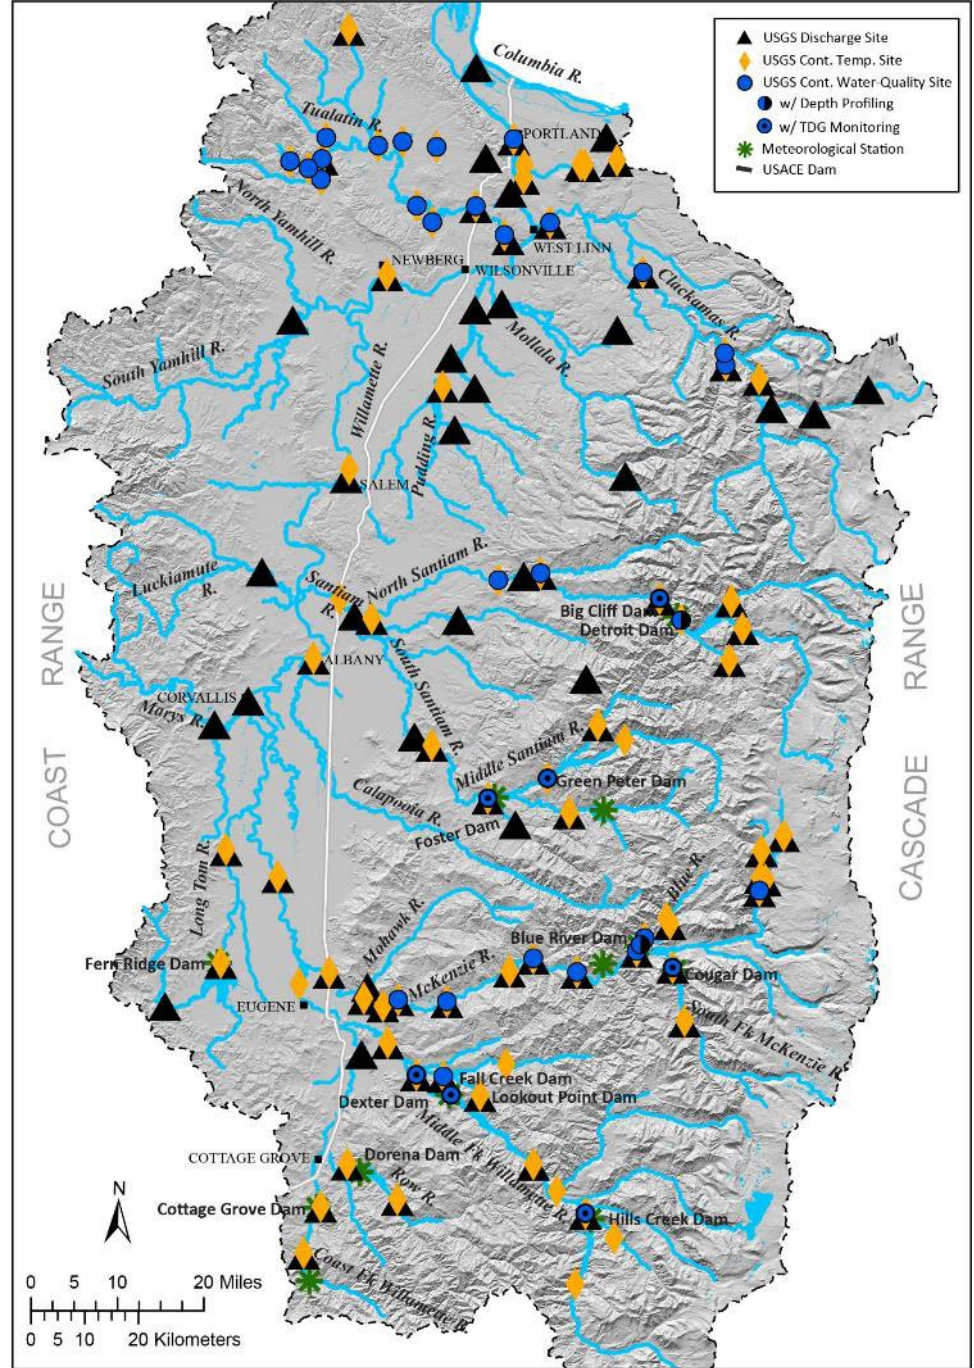 USGS Discharge Site
USGS Cont. Temp. Site
USGS Cont. Water-Quality Site
w/ Depth Profiling
w/ TDG Monitoring
Meteorological Station
USACE Dam
Columbia R.
Tualatin R.
PORTLAND
North Yamhill R.
WEST LINN
NEWBERG
WILSONVILLE
Clackamas R.
Mollala R.
South Yamhill R.
Willamette R.
Pudding R.
SALEM
North Santiam R.
Luckiamute
R.
Santiam
R.
Big Cliff Dam
Detroit Dam
COAST RANGE
CASCADE RANGE
ALBANY
South Santiam R.
CORVALLIS
Marys R.
Middle Santiam R.
Green Peter Dam
Calapooia R.
Foster Dam
Long Tom R.
Blue R.
Mohawk R.
Blue River Dam
Fern Ridge Dam
McKenzie R.
Cougar Dam
EUGENE
South Fk McKenzie R.
Fall Creek Dam
Dexter Dam
Lookout Point Dam
Middle Fk Willamette R.
COTTAGE GROVE
Dorena Dam
Row R.
Cottage Grove Dam
Hills Creek Dam
Coast Fk Willamette R.
N
0 5 10 20 Miles
0 5 10 20 Kilometers